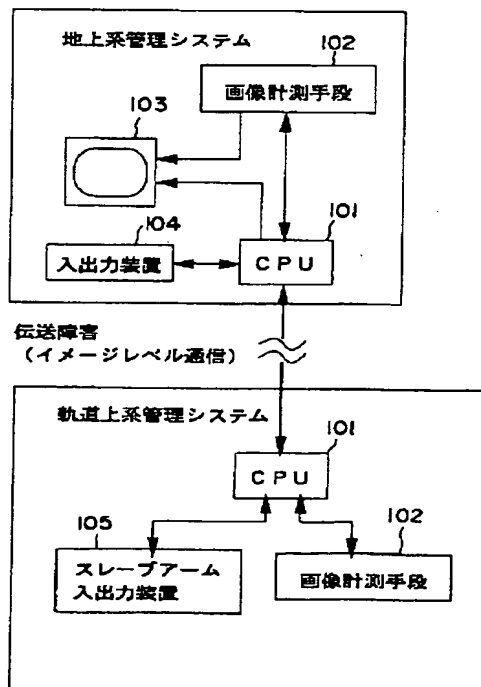 地上系管理システム
102
画像計測手段
103
104
入出力装置
101
CPU
伝送障害
(イメージレベル通信)
軌道上系管理システム
101
CPU
105
スレーブアーム
入出力装置
102
画像計測手段